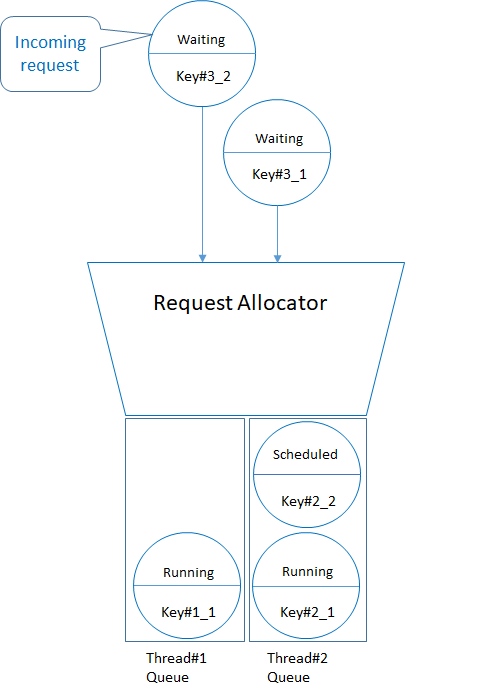 Incoming
request
Waiting
Key#3_2
Waiting
Key#3_1
Request Allocator
Scheduled
Key#2_2
Running
Key#1_1
Running
Key#2_1
Thread#1
Queue
Thread#2
Queue